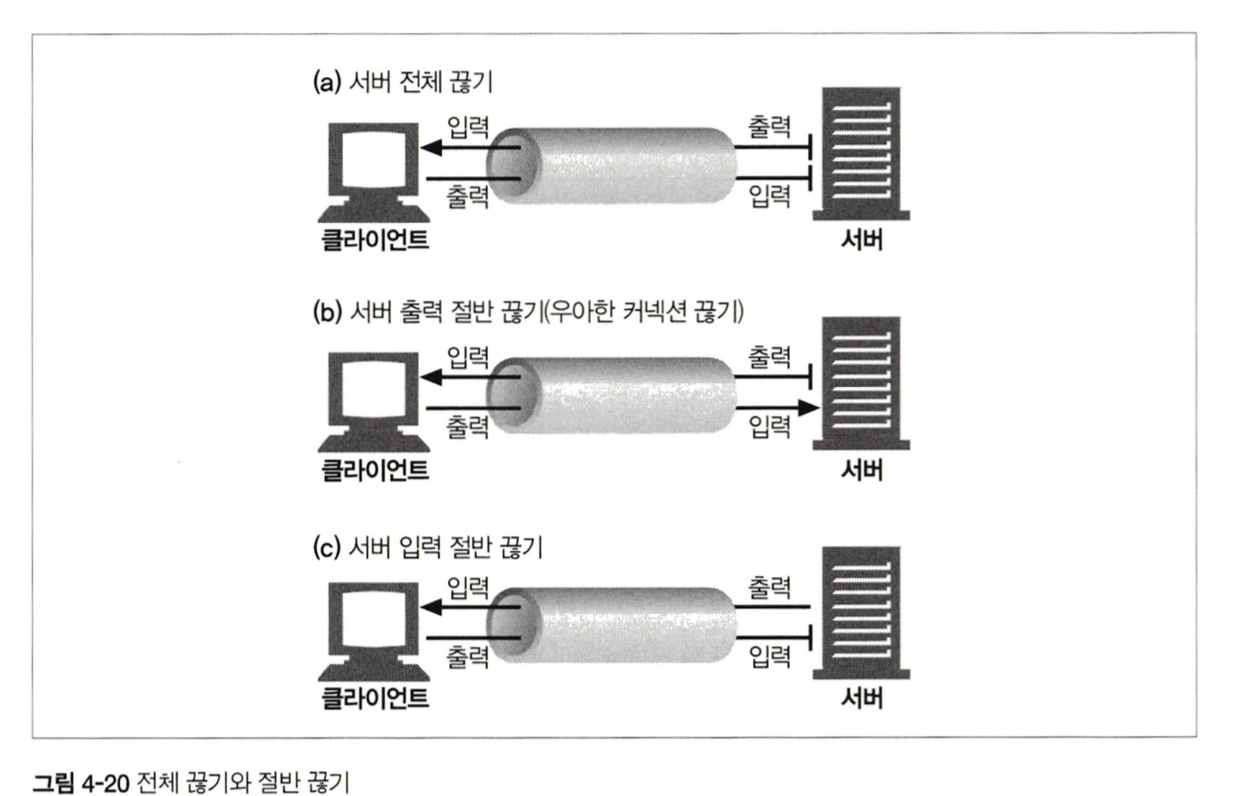 (a) 서버 전체 끊기
입력 출력
출력 입력
클라이언트 서버
(b) 서버 출력 절반 끊기(우아한 커넥션 끊기)
입력 출력
출력 입력
클라이언트 서버
(c) 서버 입력 절반 끊기
입력 출력
출력 입력
클라이언트 서버
그림 4-20 전체 끊기와 절반 끊기